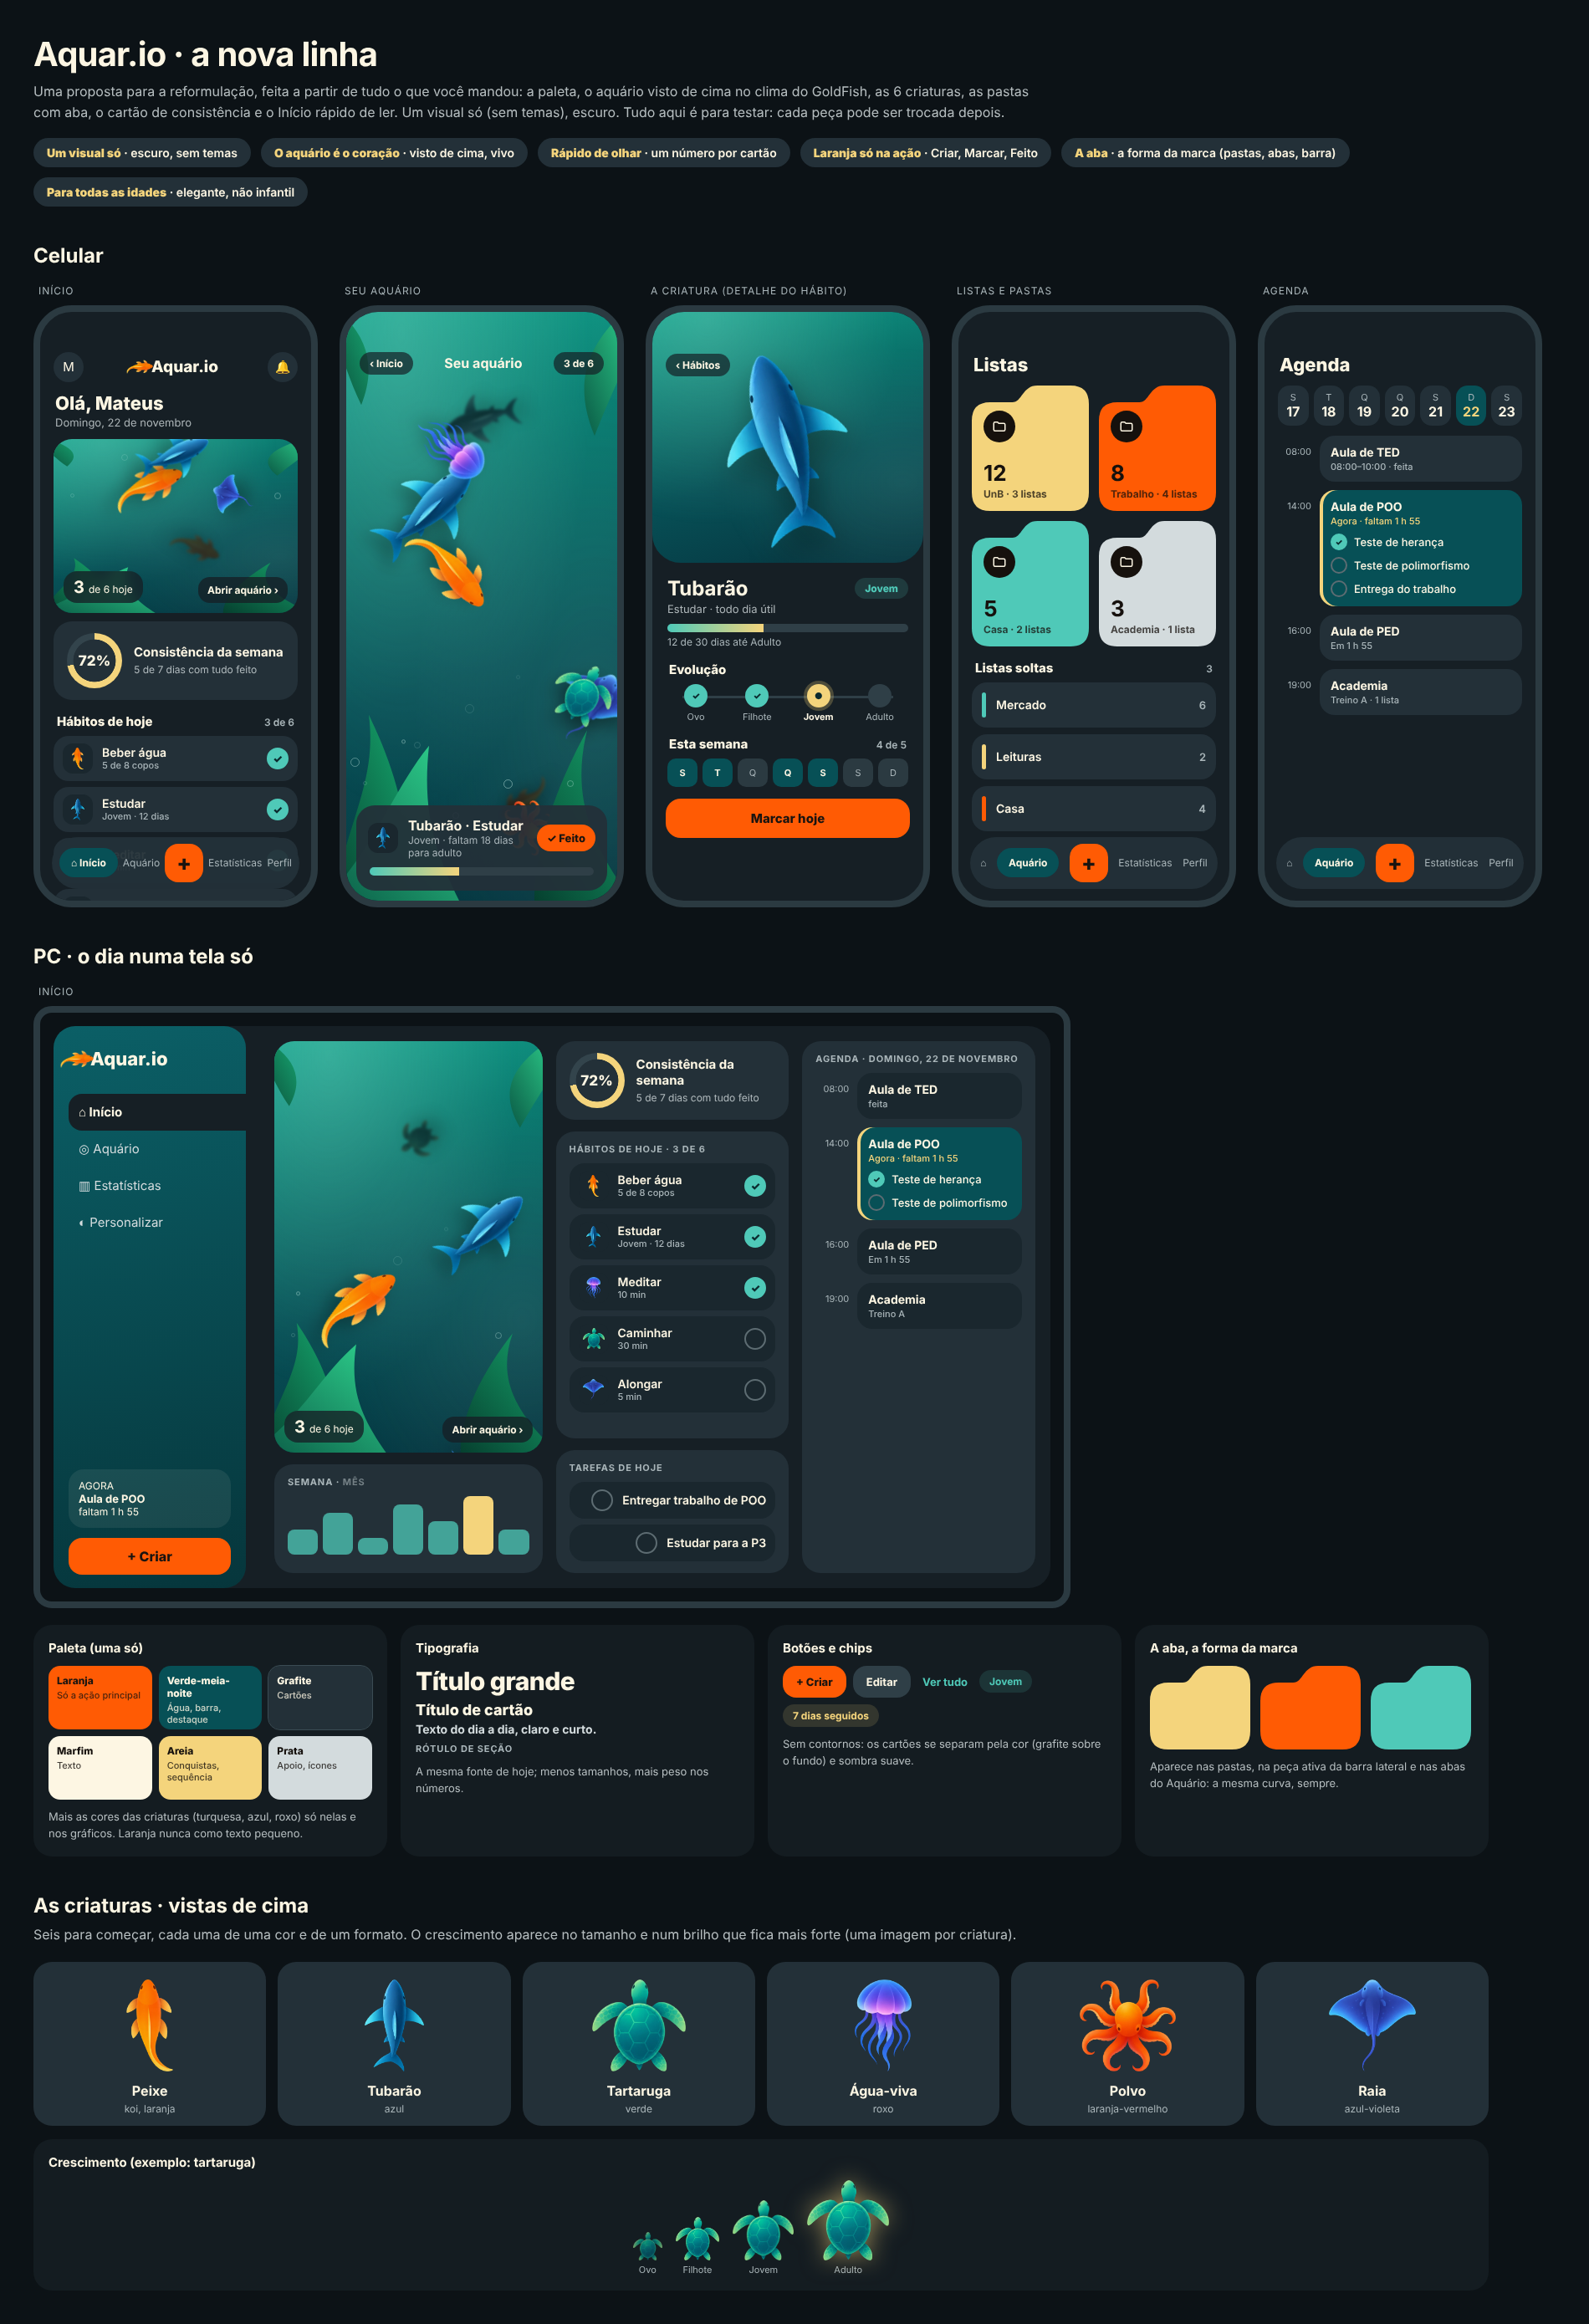 Aquar.io · a nova linha
Uma proposta para a reformulação, feita a partir de tudo o que você mandou: a paleta, o aquário visto de cima no clima do GoldFish, as 6 criaturas, as pastas
com aba, o cartão de consistência e o Início rápido de ler. Um visual só (sem temas), escuro. Tudo aqui é para testar: cada peça pode ser trocada depois.
Um visual só · escuro, sem temas
O aquário é o coração · visto de cima, vivo
Rápido de olhar · um número por cartão
Laranja só na ação · Criar, Marcar, Feito
A aba · a forma da marca (pastas, abas, barra)
Para todas as idades · elegante, não infantil
Celular
INÍCIO
M
Aquar.io
Olá, Mateus
Domingo, 22 de novembro
3 de 6 hoje
Abrir aquário ›
72%
Consistência da semana
5 de 7 dias com tudo feito
Hábitos de hoje
3 de 6
Beber água
5 de 8 copos
Estudar
Jovem · 12 dias
Início
Aquário
+
Estatísticas
Perfil
SEU AQUÁRIO
‹ Início
Seu aquário
3 de 6
Tubarão · Estudar
Jovem · faltam 18 dias
para adulto
✓ Feito
A CRIATURA (DETALHE DO HÁBITO)
‹ Hábitos
Tubarão
Jovem
Estudar · todo dia útil
12 de 30 dias até Adulto
Evolução
Ovo
Filhote
Jovem
Adulto
Esta semana
4 de 5
S
T
Q
Q
S
S
D
Marcar hoje
LISTAS E PASTAS
Listas
12
UnB · 3 listas
8
Trabalho · 4 listas
5
Casa · 2 listas
3
Academia · 1 lista
Listas soltas
3
Mercado
6
Leituras
2
Casa
4
Aquário
+
Estatísticas
Perfil
AGENDA
Agenda
S
17
T
18
Q
19
Q
20
S
21
D
22
S
23
08:00
Aula de TED
08:00–10:00 · feita
14:00
Aula de POO
Agora · faltam 1 h 55
Teste de herança
Teste de polimorfismo
Entrega do trabalho
16:00
Aula de PED
Em 1 h 55
19:00
Academia
Treino A · 1 lista
Aquário
+
Estatísticas
Perfil
PC · o dia numa tela só
INÍCIO
Aquar.io
Início
Aquário
Estatísticas
Personalizar
AGORA
Aula de POO
faltam 1 h 55
+ Criar
3 de 6 hoje
Abrir aquário ›
SEMANA · MÊS
72%
Consistência da
semana
5 de 7 dias com tudo feito
HÁBITOS DE HOJE · 3 DE 6
Beber água
5 de 8 copos
Estudar
Jovem · 12 dias
Meditar
10 min
Caminhar
30 min
Alongar
5 min
TAREFAS DE HOJE
Entregar trabalho de POO
Estudar para a P3
AGENDA · DOMINGO, 22 DE NOVEMBRO
08:00
Aula de TED
feita
14:00
Aula de POO
Agora · faltam 1 h 55
Teste de herança
Teste de polimorfismo
16:00
Aula de PED
Em 1 h 55
19:00
Academia
Treino A
Paleta (uma só)
Laranja
Só a ação principal
Verde-meia-
noite
Água, barra,
destaque
Grafite
Cartões
Marfim
Texto
Areia
Conquistas,
sequência
Prata
Apoio, ícones
Mais as cores das criaturas (turquesa, azul, roxo) só nelas e
nos gráficos. Laranja nunca como texto pequeno.
Tipografia
Título grande
Título de cartão
Texto do dia a dia, claro e curto.
RÓTULO DE SEÇÃO
A mesma fonte de hoje; menos tamanhos, mais peso nos
números.
Botões e chips
+ Criar
Editar
Ver tudo
Jovem
7 dias seguidos
Sem contornos: os cartões se separam pela cor (grafite sobre
o fundo) e sombra suave.
A aba, a forma da marca
Aparece nas pastas, na peça ativa da barra lateral e nas abas
do Aquário: a mesma curva, sempre.
As criaturas · vistas de cima
Seis para começar, cada uma de uma cor e de um formato. O crescimento aparece no tamanho e num brilho que fica mais forte (uma imagem por criatura).
Peixe
koi, laranja
Tubarão
azul
Tartaruga
verde
Água-viva
roxo
Polvo
laranja-vermelho
Raia
azul-violeta
Crescimento (exemplo: tartaruga)
Ovo
Filhote
Jovem
Adulto